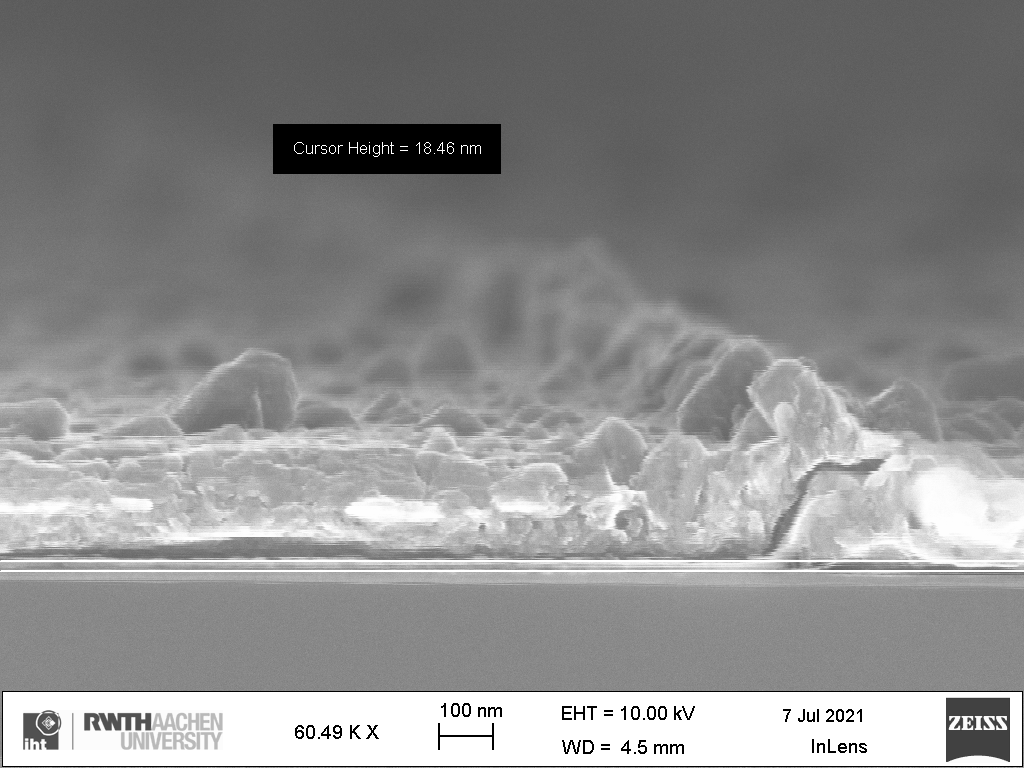 Cursor Height = 18.46 nm
iht
RWTHAACHEN
UNIVERSITY
60.49 K X
100 nm
EHT = 10.00 kV
WD = 4.5 mm
7 Jul 2021
InLens
ZEISS